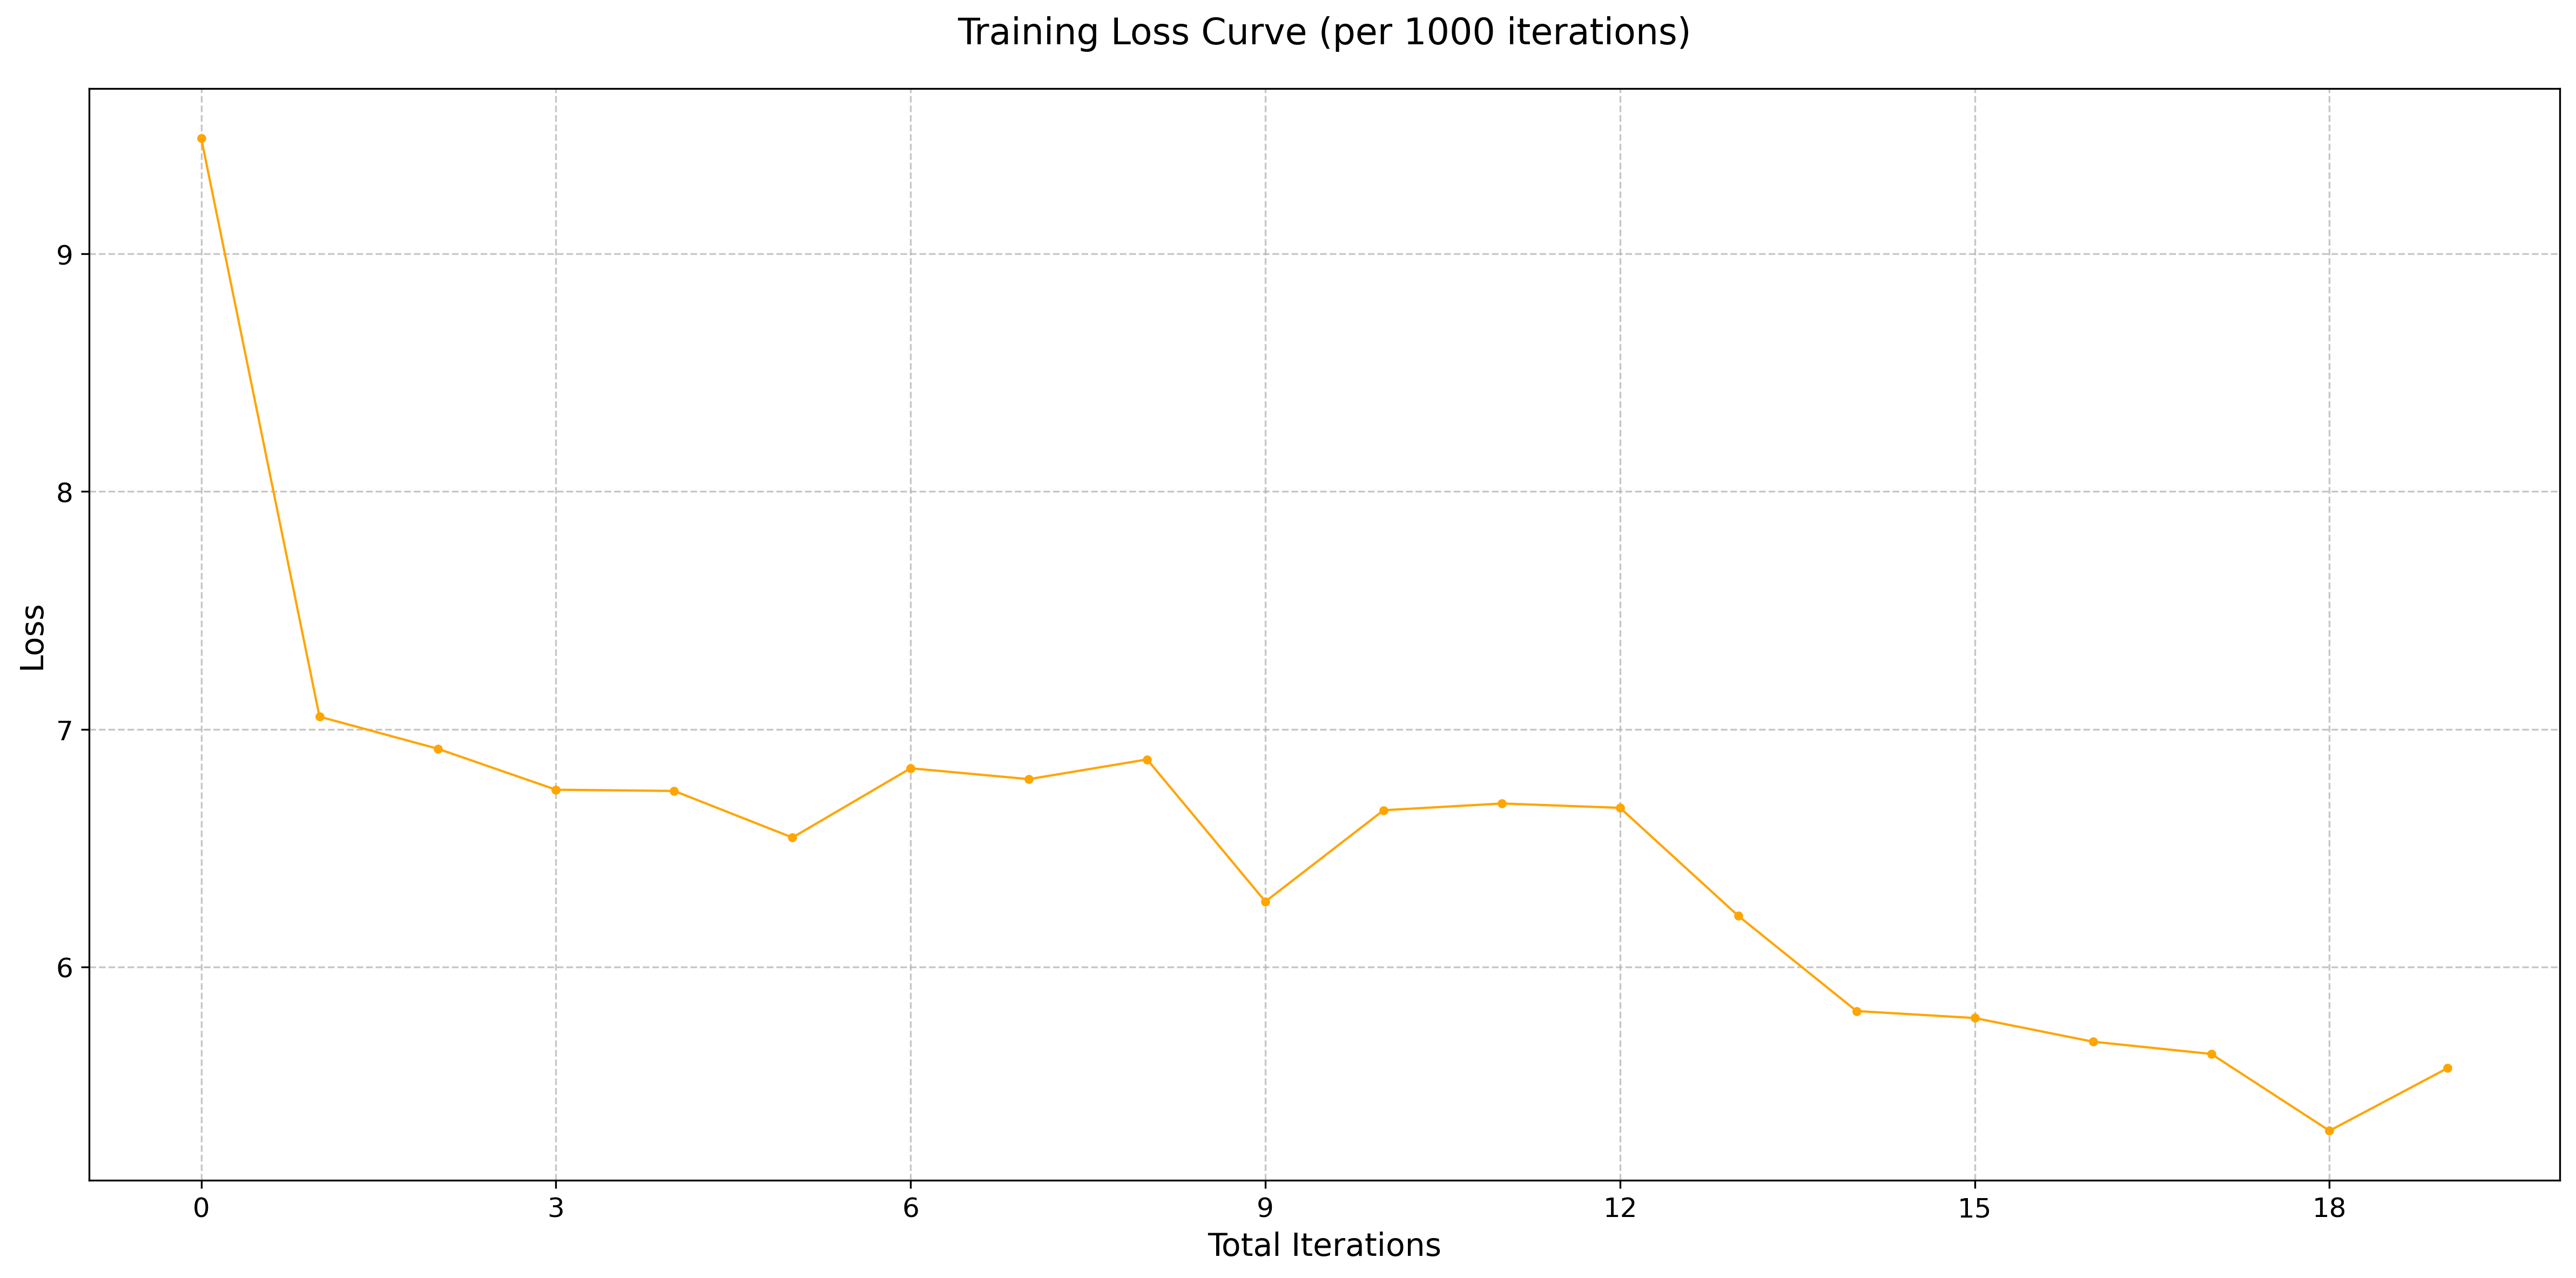 Training Loss Curve (per 1000 iterations)
9
8
7
6
Loss
0 3 6 9 12 15 18
Total Iterations